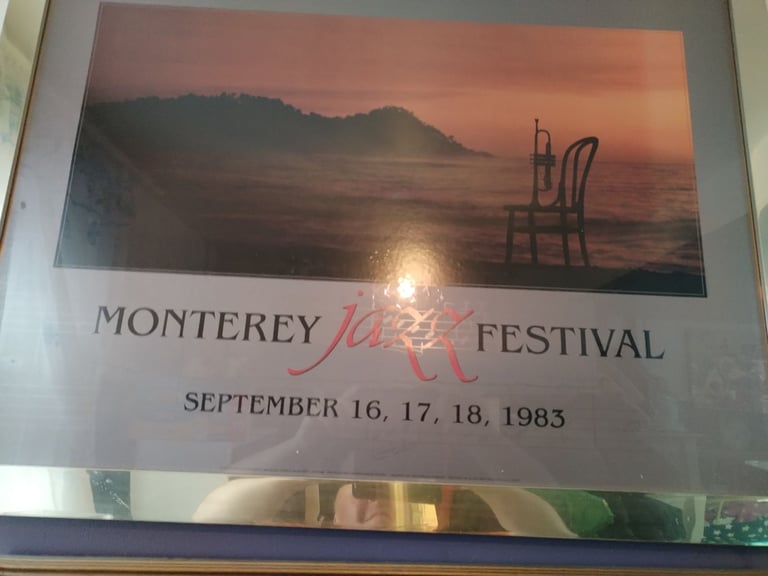 MONTEREY jazz FESTIVAL
SEPTEMBER 16, 17, 18, 1983